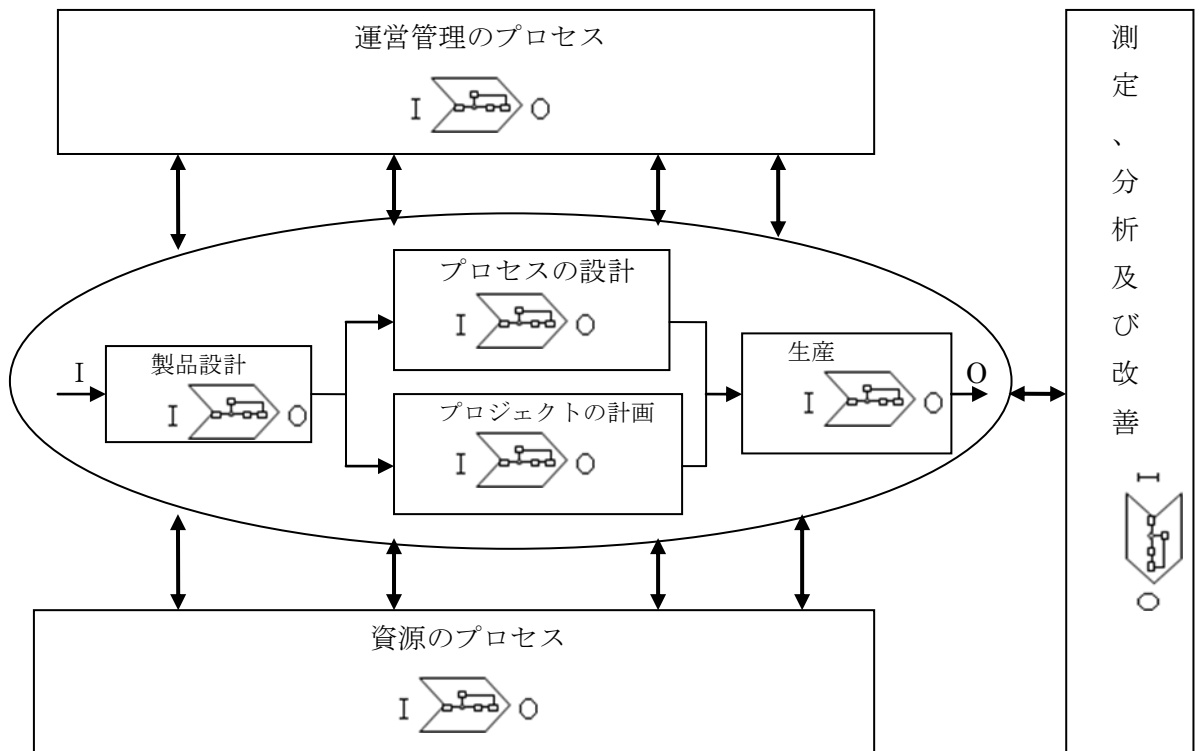 運営管理のプロセス
I O
測定、分析及び改善
I
O
プロセスの設計
I O
I
製品設計
I O
プロジェクトの計画
I O
生産
I O
O
資源のプロセス
I O